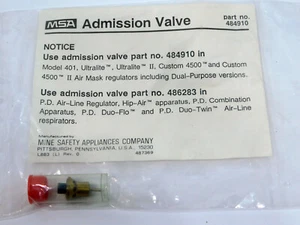 MSA Admission Valve
part no.
484910
NOTICE
Use admission valve part no. 484910 in
Model 401, Ultralite™, Ultralite™ II, Custom 4500™ and Custom
4500™ II Air Mask regulators including Dual-Purpose versions.
Use admission valve part no. 486283 in
P.D. Air-Line Regulator, Hip-Air™ apparatus, P.D. Combination
Apparatus, P.D. Duo-Flo™ and P.D. Duo-Twin™ Air-Line
respirators.
Manufactured by
MINE SAFETY APPLIANCES COMPANY
PITTSBURGH, PENNSYLVANIA, U.S.A., 15230